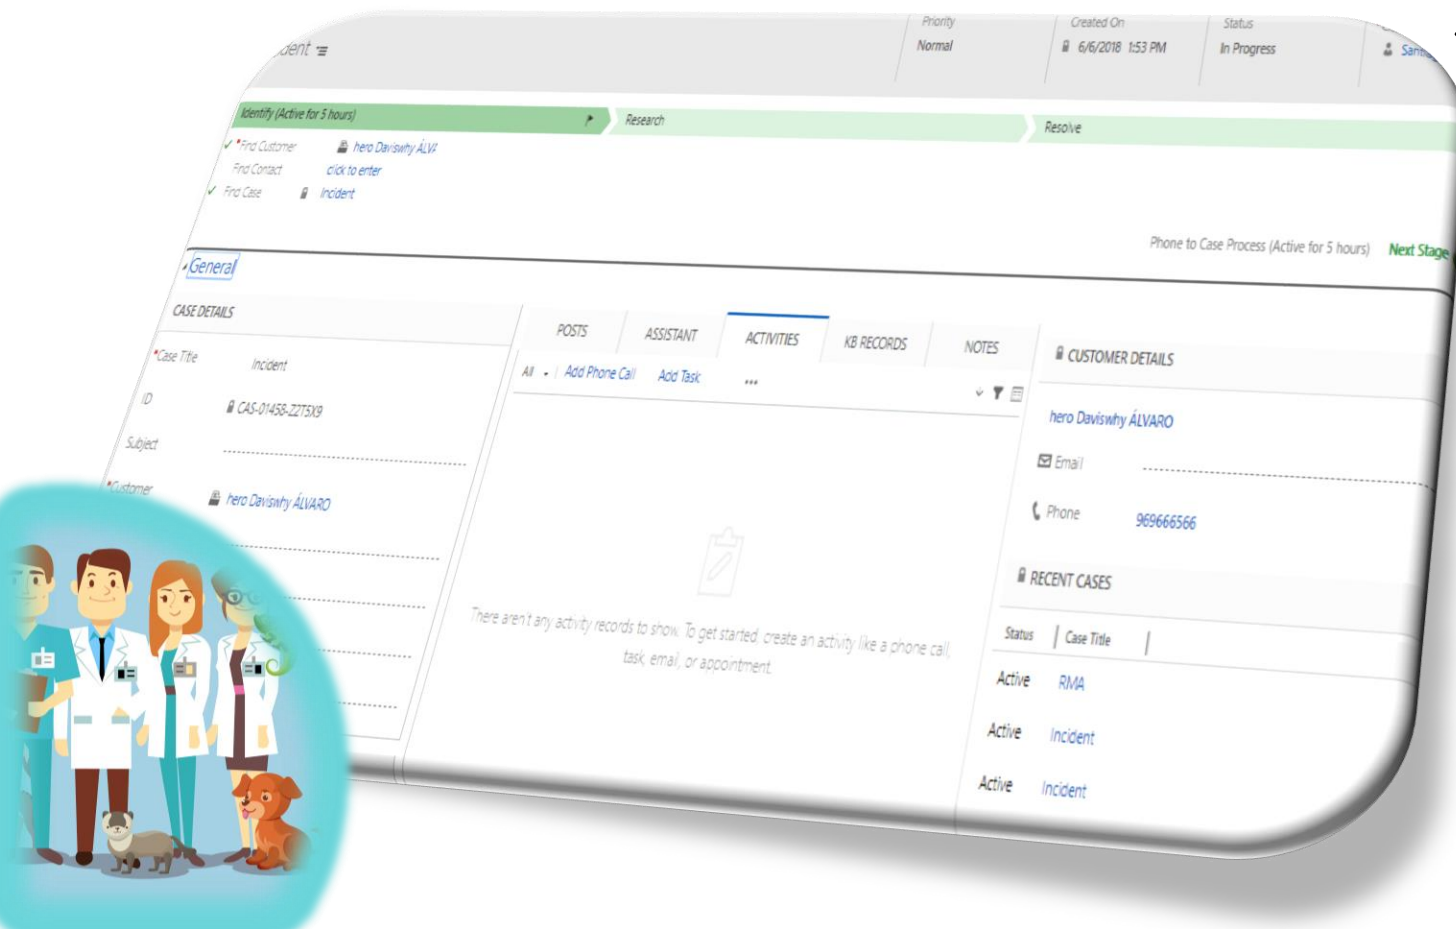 Priority
Normal
Created On
6/6/2018 1:53 PM
Status
In Progress
Identify (Active for 5 hours)
Research
Resolve
*Find Customer hero Daviswhy ÁLVA
Find Contact click to enter
Find Case Incident
Phone to Case Process (Active for 5 hours) Next Stage
General
CASE DETAILS
*Case Title Incident
ID CAS-01458-Z2T5X9
Subject
*Customer hero Daviswhy ÁLVARO
POSTS ASSISTANT ACTIVITIES KB RECORDS NOTES
All Add Phone Call Add Task ...
There aren't any activity records to show. To get started, create an activity like a phone call,
task, email, or appointment.
CUSTOMER DETAILS
hero Daviswhy ÁLVARO
Email
Phone 969666566
RECENT CASES
Status Case Title
Active RMA
Active Incident
Active Incident